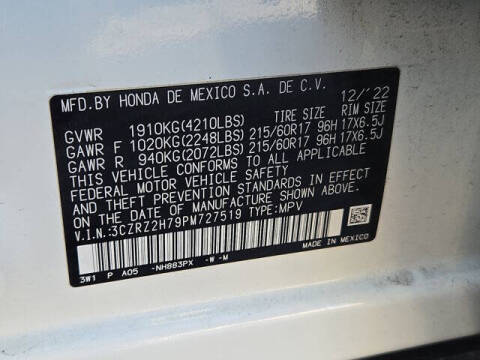 MFD.BY HONDA DE MEXICO S.A. DE C.V. 12/'22
TIRE SIZE RIM SIZE
GVWR 1910KG(4210LBS)
GAWR F 1020KG(2248LBS) 215/60R17 96H 17X6.5J
GAWR R 940KG(2072LBS) 215/60R17 96H 17X6.5J
THIS VEHICLE CONFORMS TO ALL APPLICABLE
FEDERAL MOTOR VEHICLE SAFETY
AND THEFT PREVENTION STANDARDS IN EFFECT
ON THE DATE OF MANUFACTURE SHOWN ABOVE.
V.I.N.:3CZRZ2H79PM727519 TYPE:MPV
3W1 P A05 -NH883PX -W -M MADE IN MEXICO